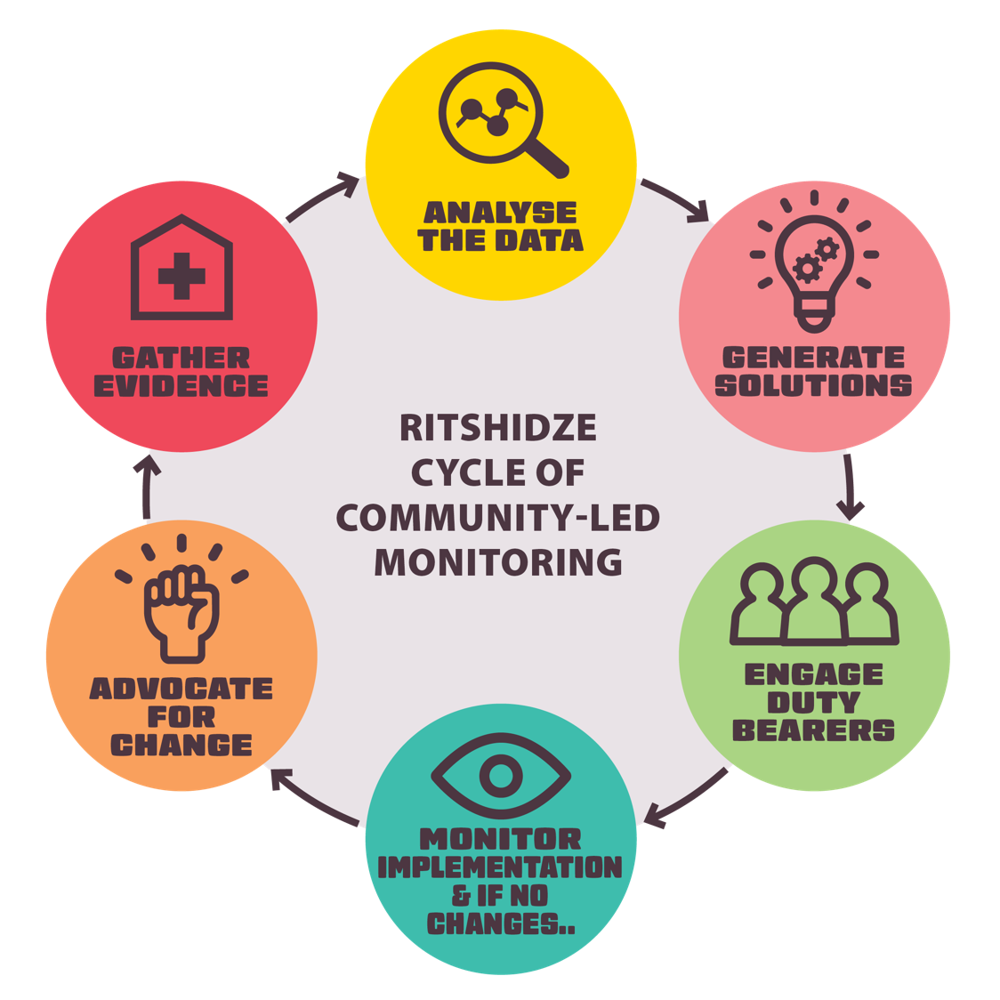 ANALYSE
THE DATA
GENERATE
SOLUTIONS
ENGAGE
DUTY
BEARERS
MONITOR
IMPLEMENTATION
& IF NO
CHANGES..
ADVOCATE
FOR
CHANGE
GATHER
EVIDENCE
RITSHIDZE
CYCLE OF
COMMUNITY-LED
MONITORING